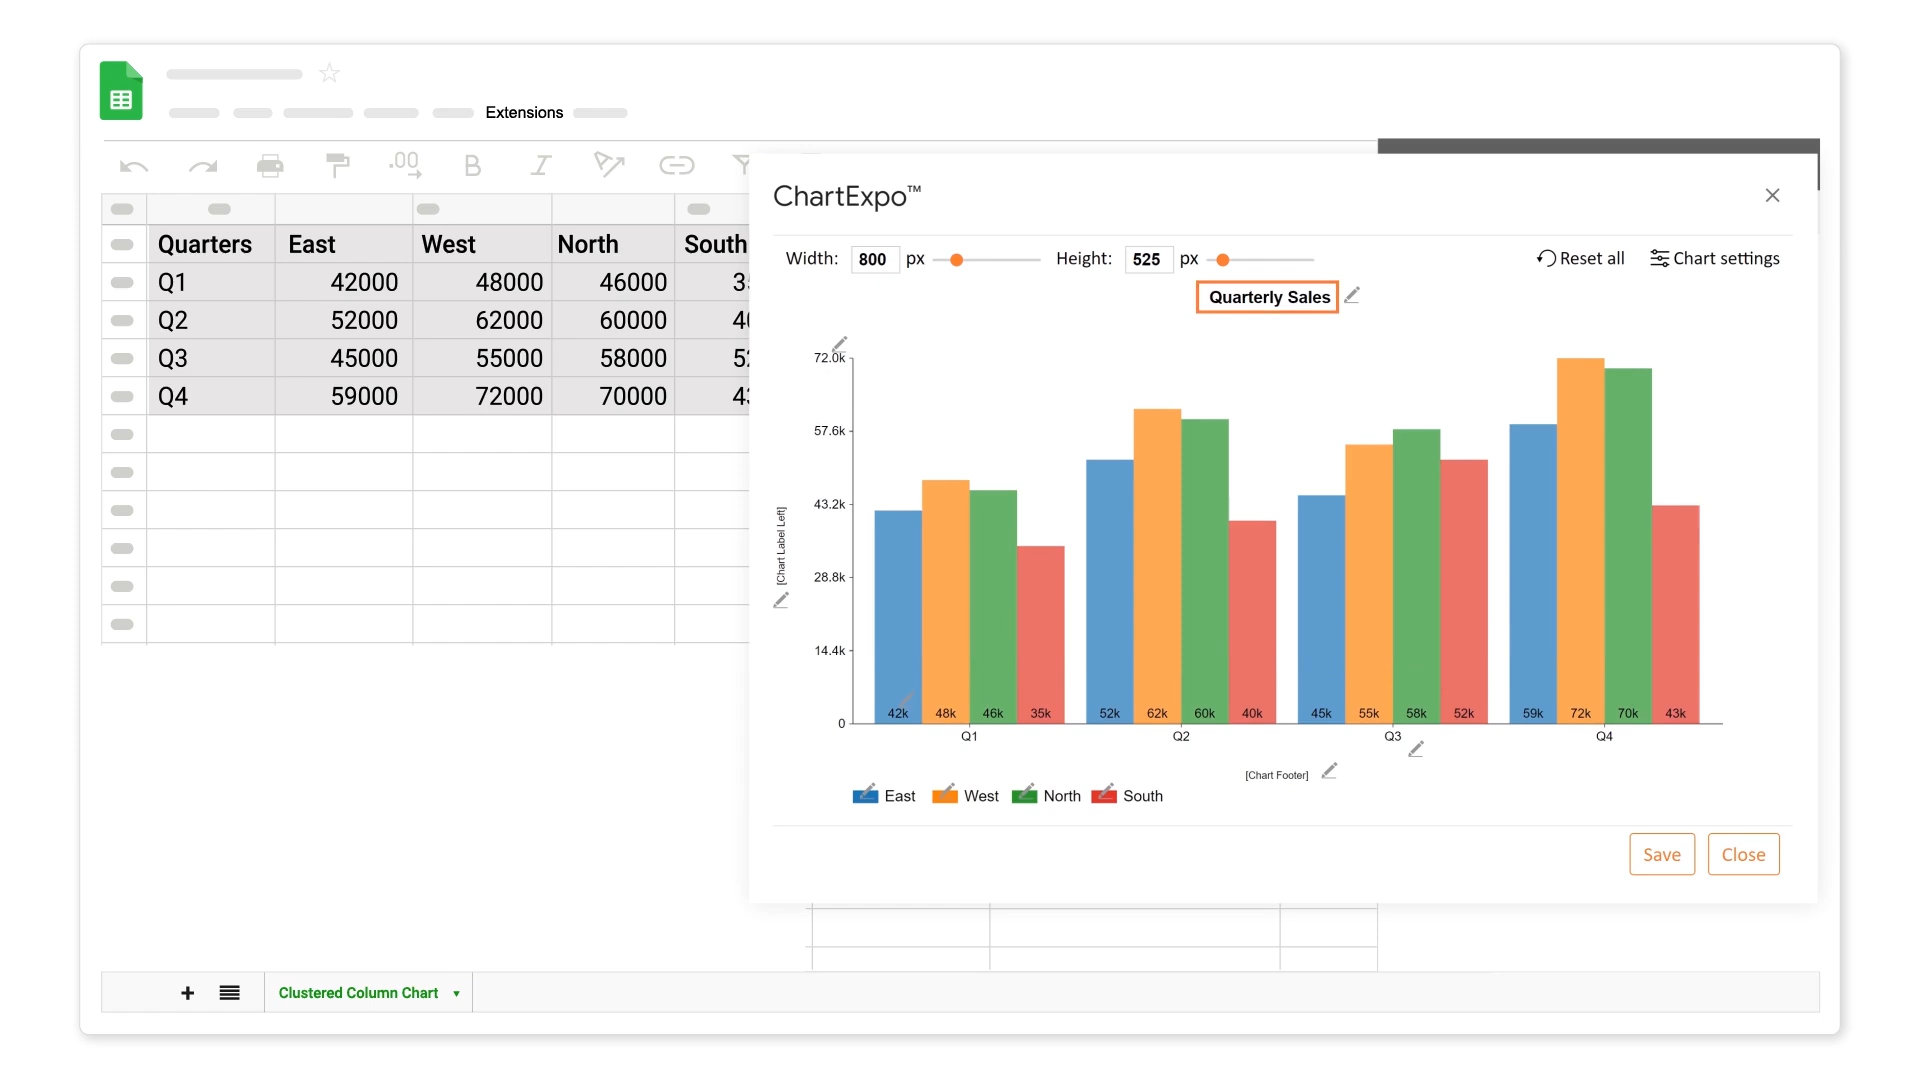 Extensions
.00
B
I
Quarters East West North South
Q1 42000 48000 46000
Q2 52000 62000 60000
Q3 45000 55000 58000
Q4 59000 72000 70000
ChartExpo™
Width: 800 px Height: 525 px Reset all Chart settings
Quarterly Sales
72.0k
57.6k
43.2k
28.8k
14.4k
0
[Chart Label Left]
42k 48k 46k 35k 52k 62k 60k 40k 45k 55k 58k 52k 59k 72k 70k 43k
Q1 Q2 Q3 Q4
[Chart Footer]
East West North South
Save Close
Clustered Column Chart